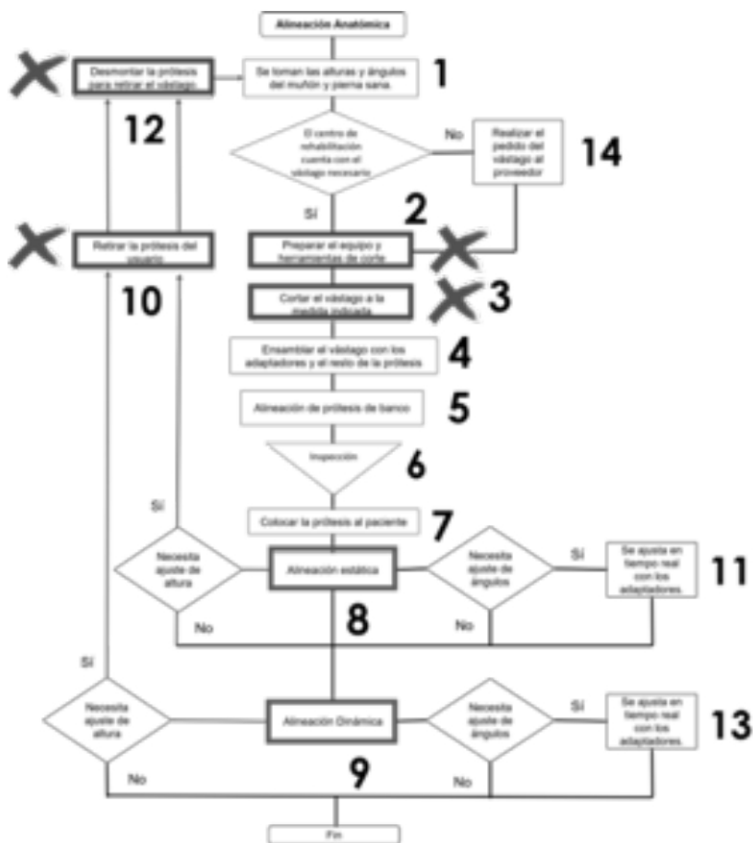 Alineación Anatómica
Desmontar la prótesis
para retirar el vástago.
Se toman las alturas y ángulos
del muñón y pierna sana.
1
12
El centro de
rehabilitación
cuenta con el
vástago necesario
No
Realizar el
pedido del
vástago al
proveedor
14
Sí
2
Retirar la prótesis del
usuario
Preparar el equipo y
herramientas de corte
10
Cortar el vástago a la
medida indicada
3
Ensamblar el vástago con los
adaptadores y el resto de la prótesis
4
Alineación de prótesis de banco
5
Inspección
6
Sí
Colocar la prótesis al paciente
7
Necesita
ajuste de
altura
Alineación estática
Necesita
ajuste de
ángulos
Sí
Se ajusta en
tiempo real
con los
adaptadores.
11
No
8
No
Sí
Necesita
ajuste de
altura
Alineación Dinámica
Necesita
ajuste de
ángulos
Sí
Se ajusta en
tiempo real
con los
adaptadores.
13
No
9
No
Fin